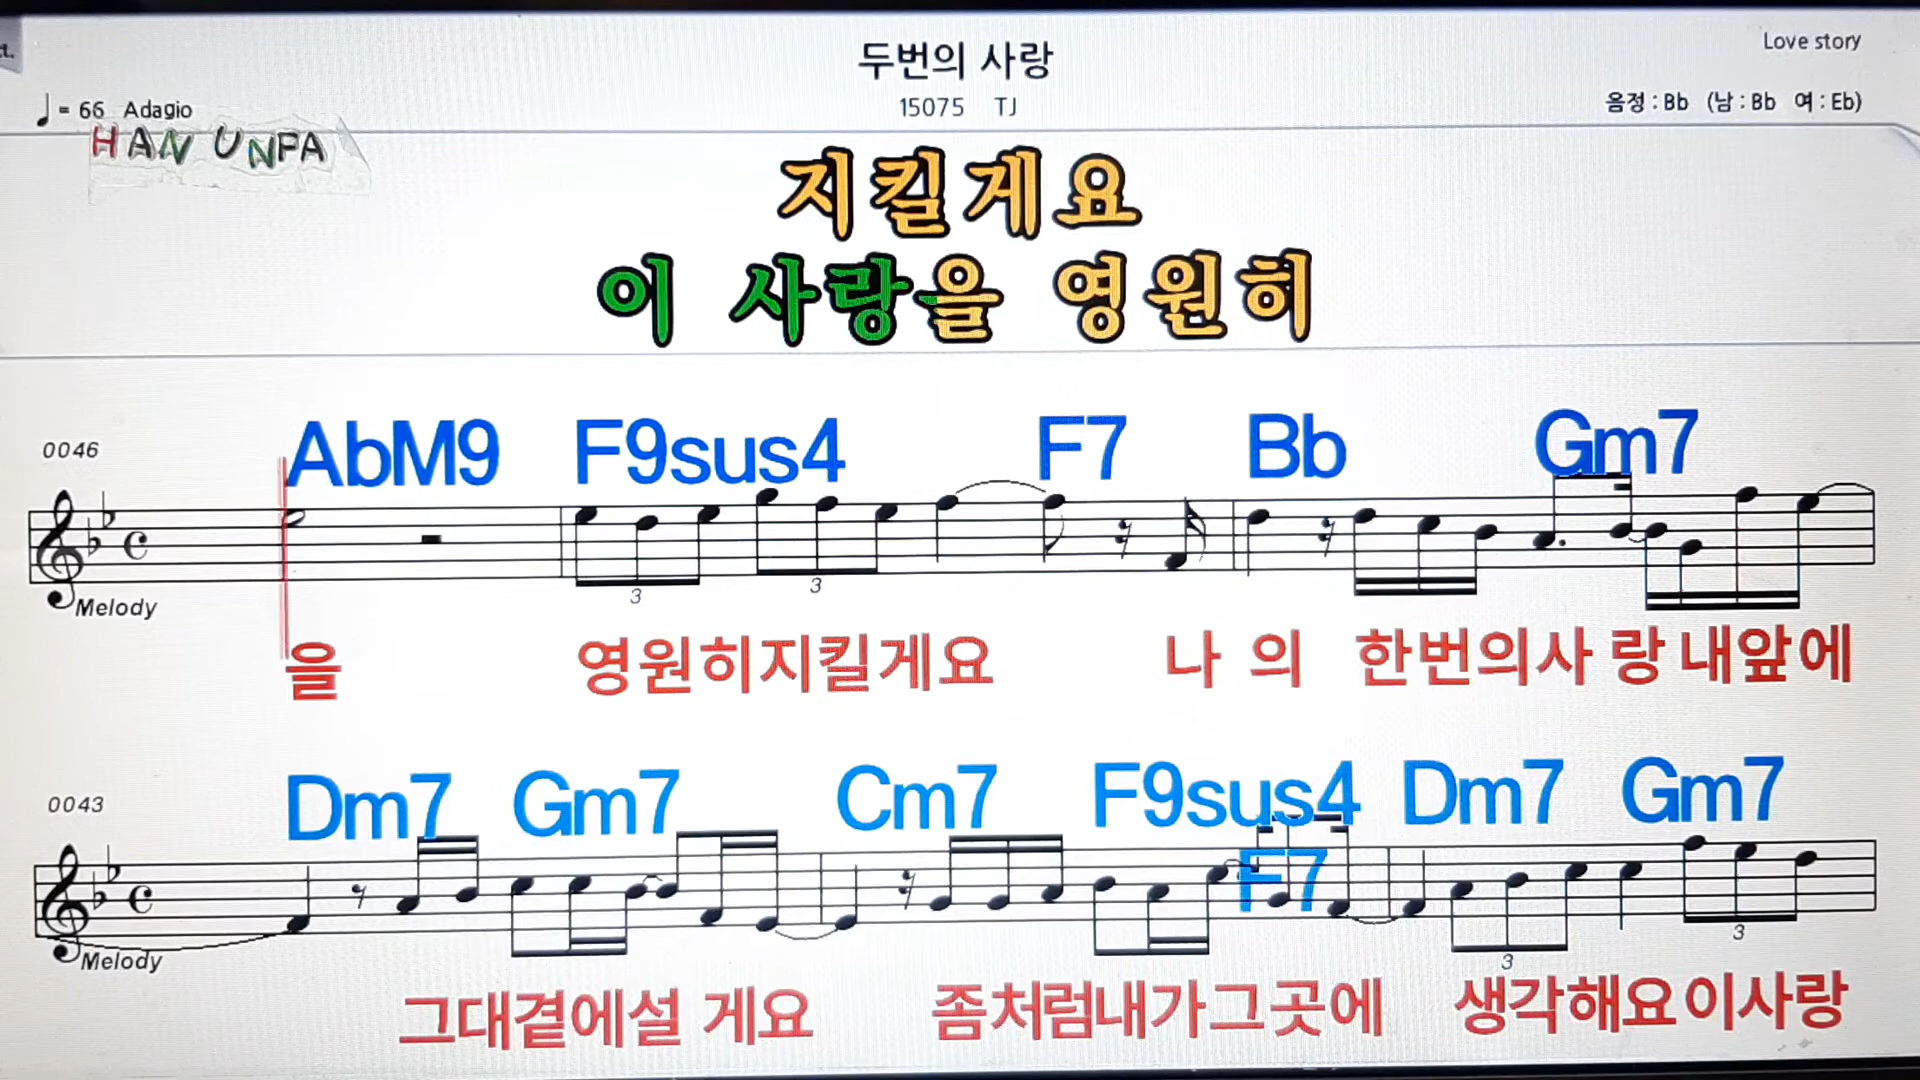 t.
두번의 사랑
Love story
= 66 Adagio
15075 TJ
음정 : Bb (남 : Bb 여 : Eb)
HAN UNFA
지킬게요
이 사랑을 영원히
AbM9 F9sus4 F7 Bb Gm7
0046
3 3
Melody
을 영원히지킬게요 나 의 한번의사 랑 내앞에
Dm7 Gm7 Cm7 F9sus4 Dm7 Gm7
0043
F7
3 3
Melody
그대곁에설 게요 좀처럼내가그곳에 생각해요이사랑